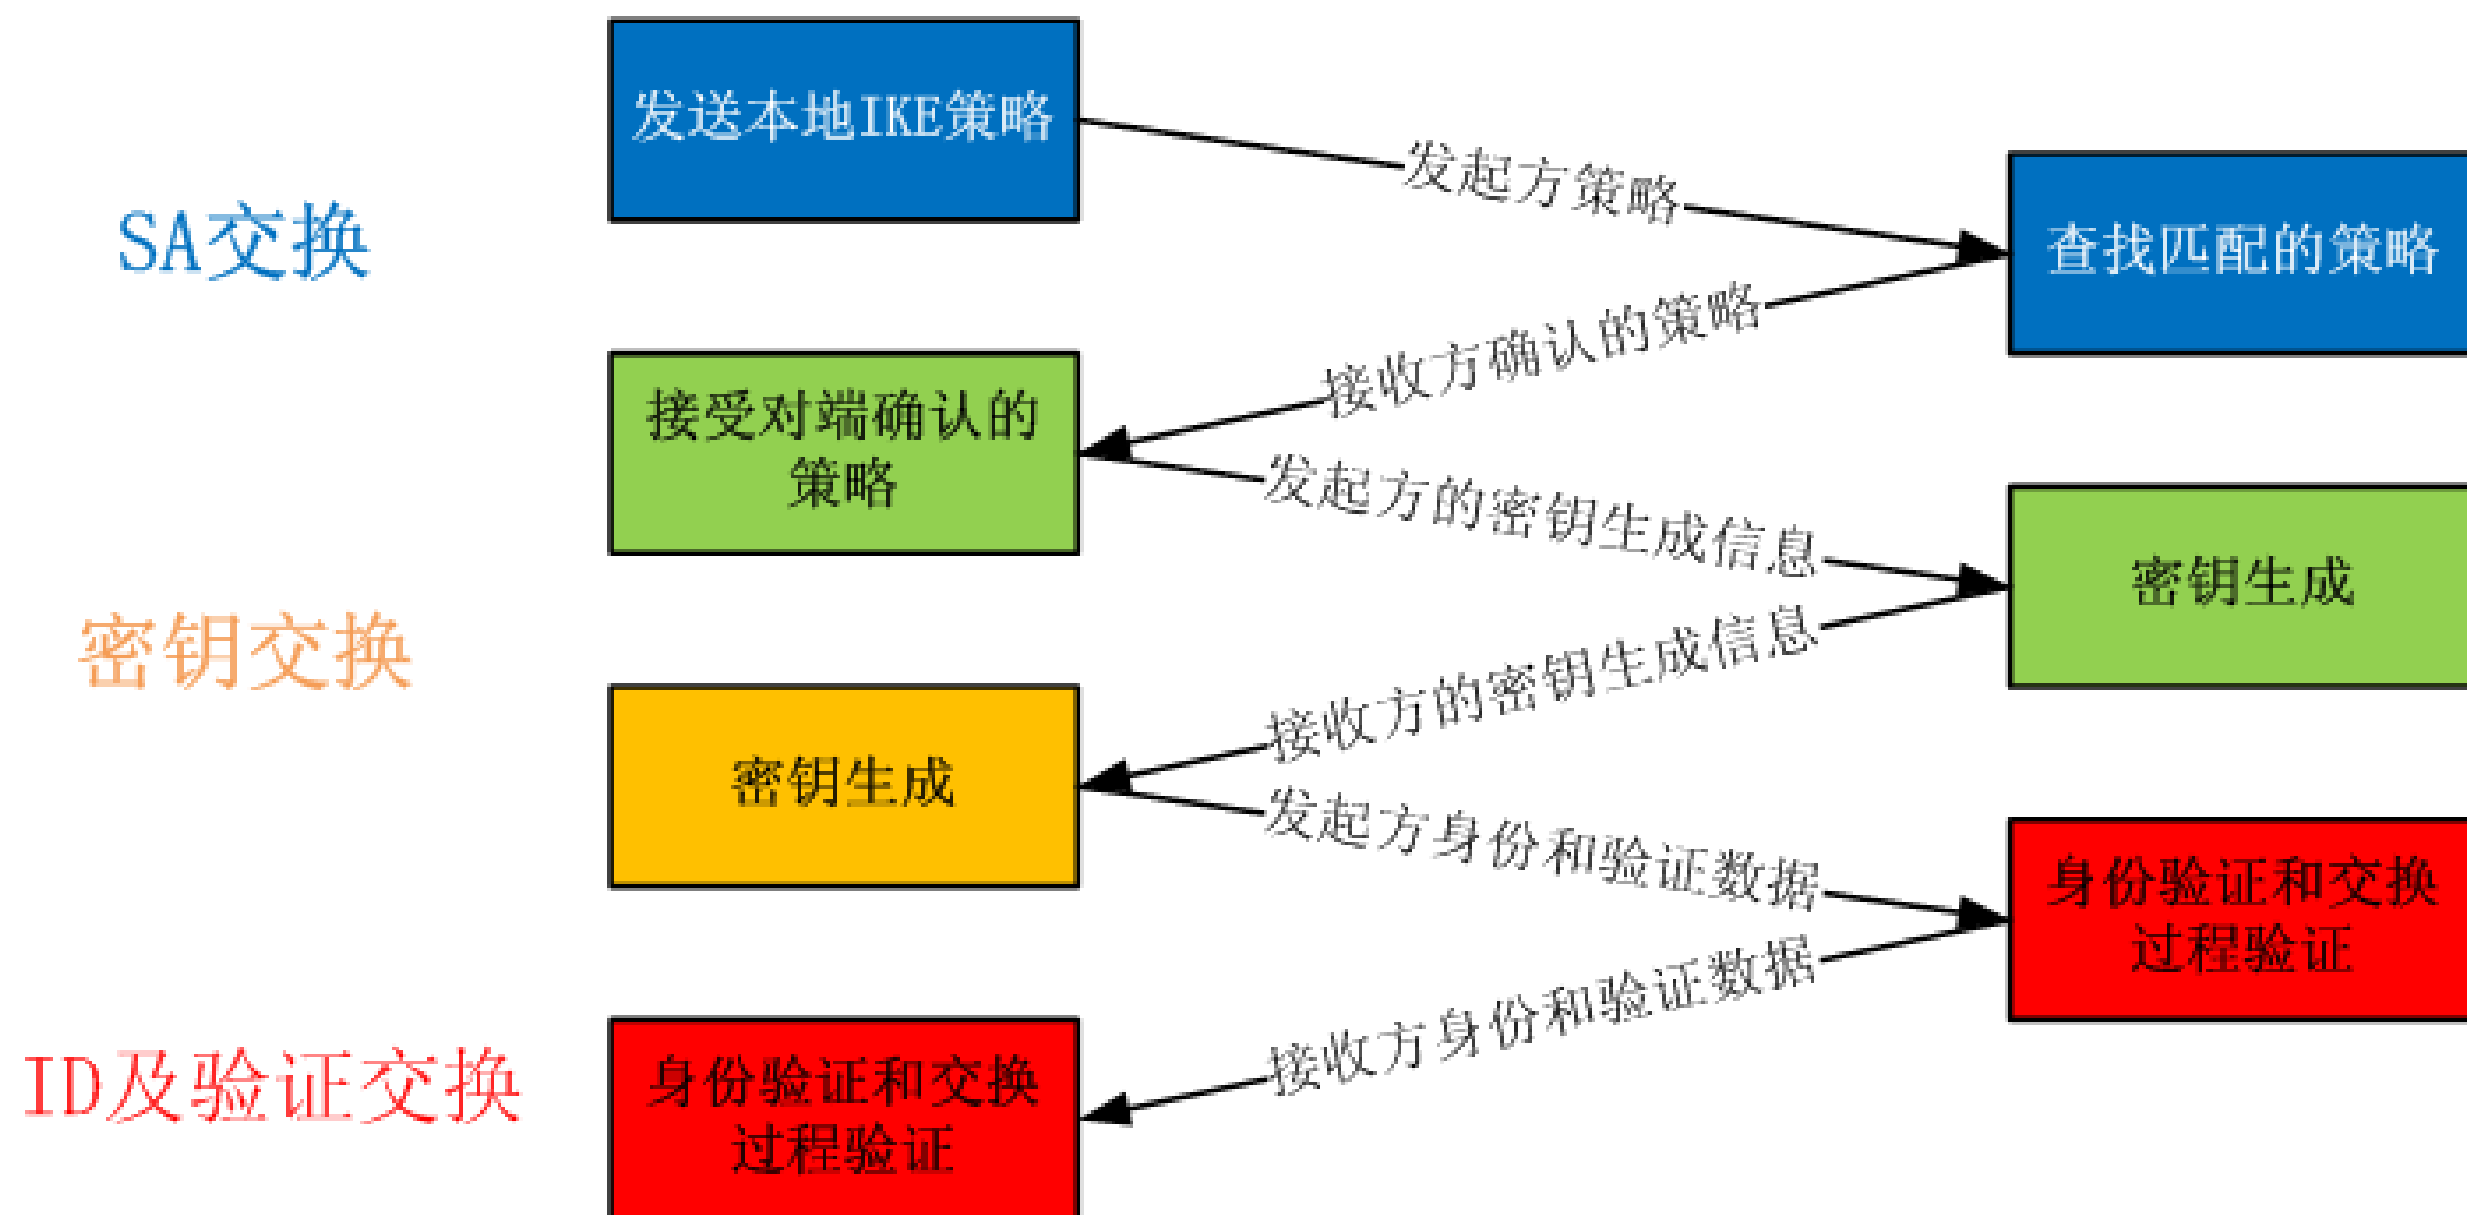 发送本地IKE策略
发起方策略
查找匹配的策略
SA交换
接收方确认的策略
接受对端确认的
策略
发起方的密钥生成信息
密钥生成
密钥交换
接收方的密钥生成信息
密钥生成
发起方身份和验证数据
身份验证和交换
过程验证
接收方身份和验证数据
ID及验证交换
身份验证和交换
过程验证